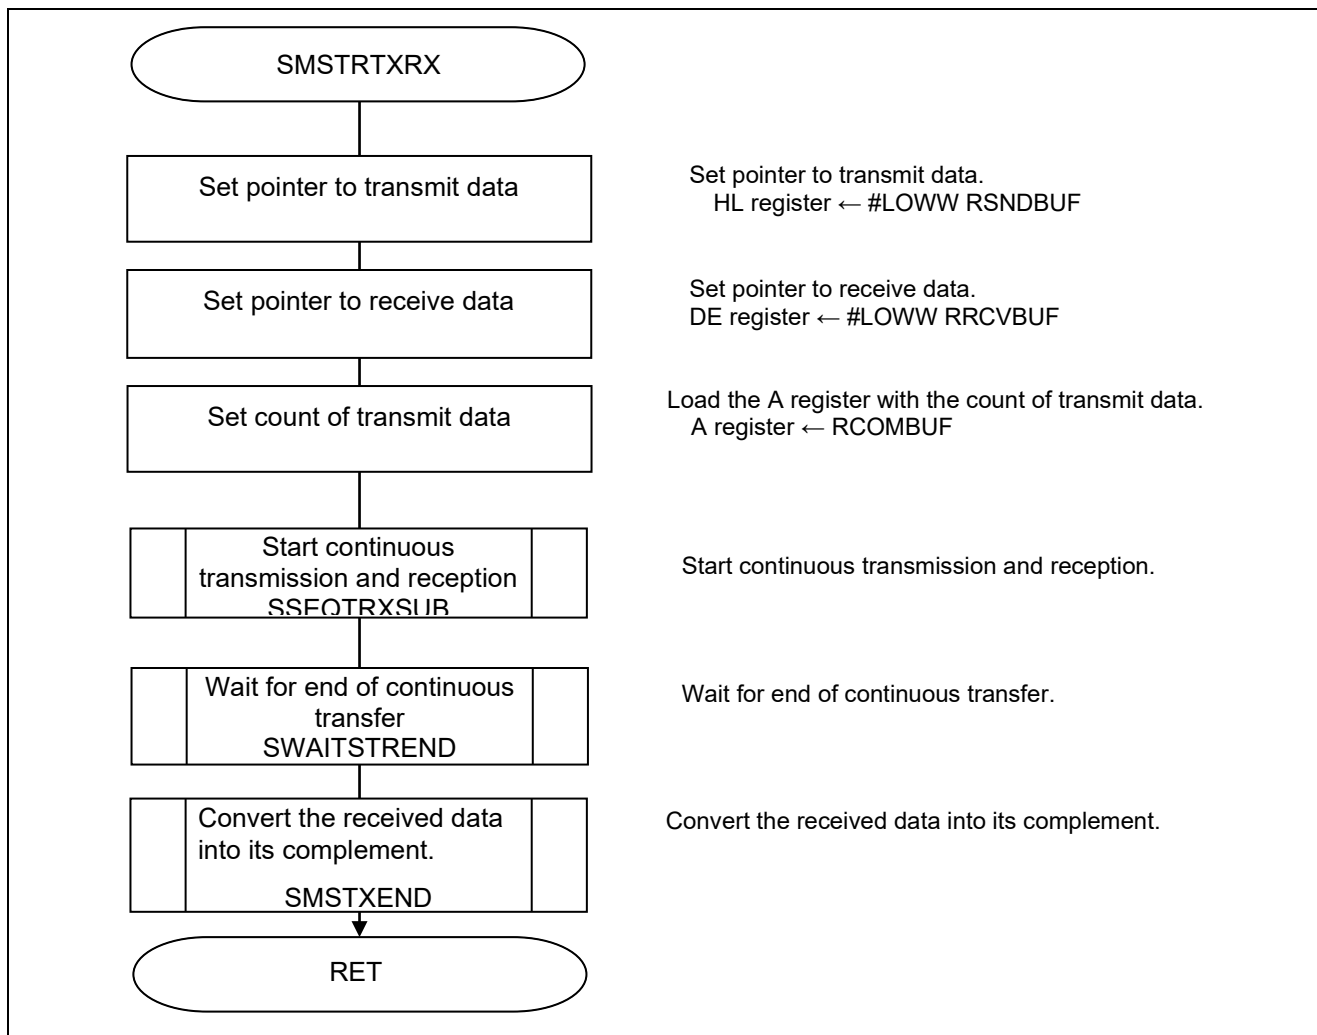 SMSTRTXRX
Set pointer to transmit data
Set pointer to transmit data.
HL register ← #LOWW RSNDBUF
Set pointer to receive data
Set pointer to receive data.
DE register ← #LOWW RRCVBUF
Set count of transmit data
Load the A register with the count of transmit data.
A register ← RCOMBUF
Start continuous
transmission and reception
SSEQTRXSUB
Start continuous transmission and reception.
Wait for end of continuous
transfer
SWAITSTREND
Wait for end of continuous transfer.
Convert the received data
into its complement.
SMSTXEND
Convert the received data into its complement.
RET